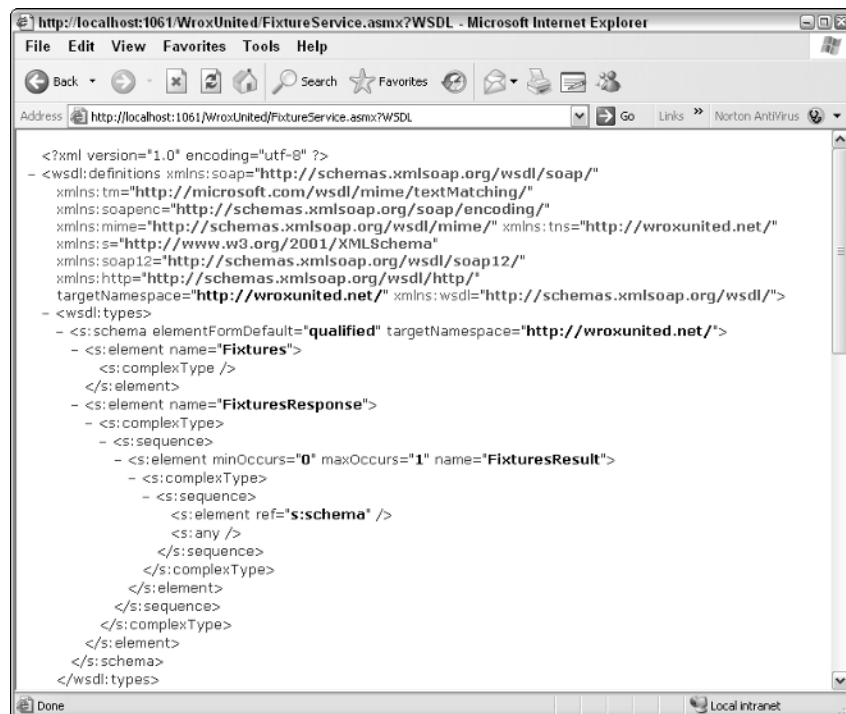 http://localhost:1061/WroxUnited/FixtureService.asmx?WSDL - Microsoft Internet Explorer
File Edit View Favorites Tools Help
Back Search Favorites
Address http://localhost:1061/WroxUnited/FixtureService.asmx?WSDL Go Links » Norton AntiVirus
<?xml version="1.0" encoding="utf-8" ?>
- <wsdl:definitions xmlns:soap="http://schemas.xmlsoap.org/wsdl/soap/"
xmlns:tm="http://microsoft.com/wsdl/mime/textMatching/"
xmlns:soapenc="http://schemas.xmlsoap.org/soap/encoding/"
xmlns:mime="http://schemas.xmlsoap.org/wsdl/mime/" xmlns:tns="http://wroxunited.net/"
xmlns:s="http://www.w3.org/2001/XMLSchema"
xmlns:soap12="http://schemas.xmlsoap.org/wsdl/soap12/"
xmlns:http="http://schemas.xmlsoap.org/wsdl/http/"
targetNamespace="http://wroxunited.net/" xmlns:wsdl="http://schemas.xmlsoap.org/wsdl/">
- <wsdl:types>
- <s:schema elementFormDefault="qualified" targetNamespace="http://wroxunited.net/">
- <s:element name="Fixtures">
<s:complexType />
</s:element>
- <s:element name="FixturesResponse">
- <s:complexType>
- <s:sequence>
- <s:element minOccurs="0" maxOccurs="1" name="FixturesResult">
- <s:complexType>
- <s:sequence>
<s:element ref="s:schema" />
<s:any />
</s:sequence>
</s:complexType>
</s:element>
</s:sequence>
</s:complexType>
</s:element>
</s:schema>
</wsdl:types>
Done Local intranet